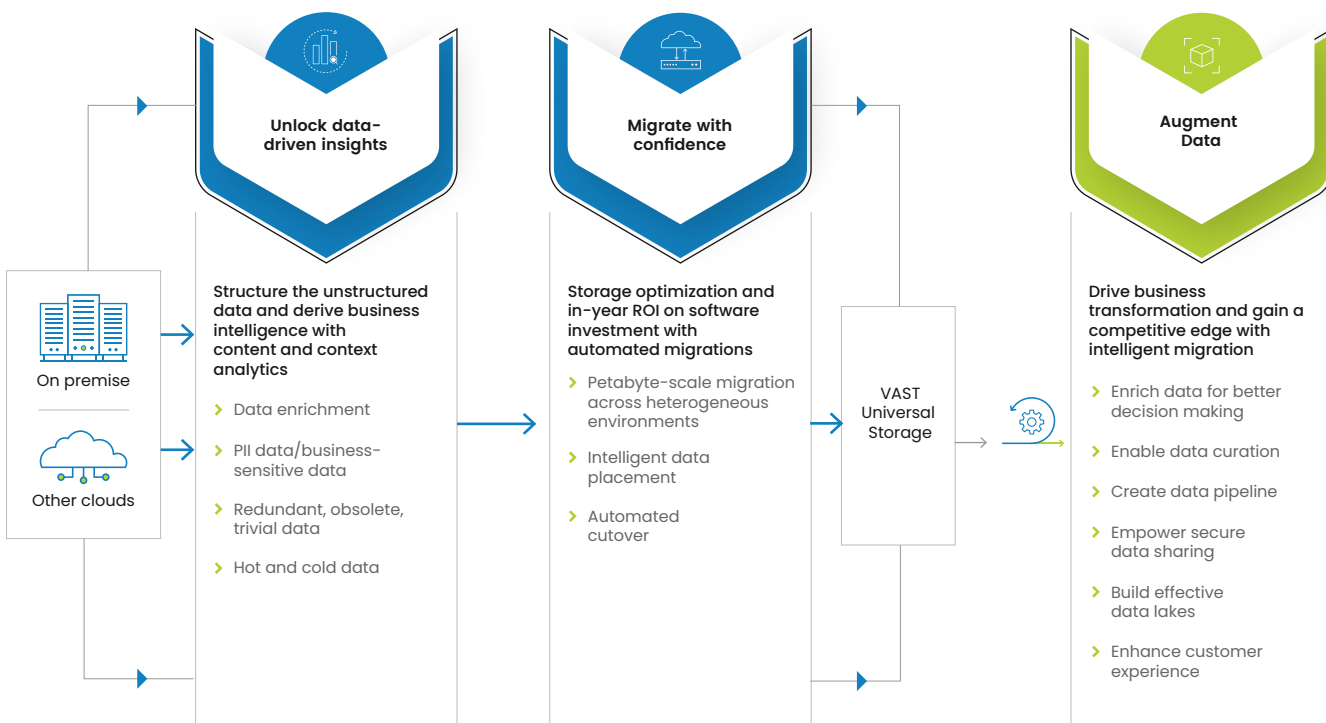 On premise
Other clouds
Unlock data-
driven insights
Structure the unstructured
data and derive business
intelligence with
content and context
analytics
Data enrichment
PII data/business-
sensitive data
Redundant, obsolete,
trivial data
Hot and cold data
Migrate with
confidence
Storage optimization and
in-year ROI on software
investment with
automated migrations
Petabyte-scale migration
across heterogeneous
environments
Intelligent data
placement
Automated
cutover
VAST
Universal
Storage
Augment
Data
Drive business
transformation and gain a
competitive edge with
intelligent migration
Enrich data for better
decision making
Enable data curation
Create data pipeline
Empower secure
data sharing
Build effective
data lakes
Enhance customer
experience